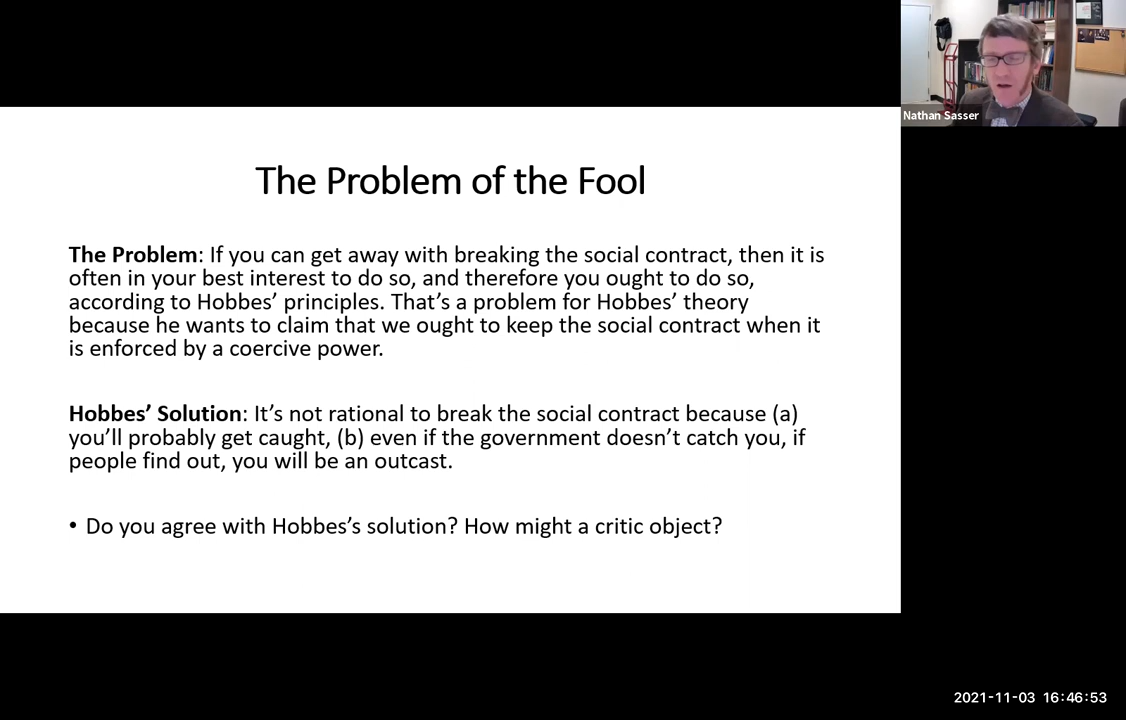 Nathan Sasser
The Problem of the Fool
The Problem: If you can get away with breaking the social contract, then it is
often in your best interest to do so, and therefore you ought to do so,
according to Hobbes’ principles. That’s a problem for Hobbes’ theory
because he wants to claim that we ought to keep the social contract when it
is enforced by a coercive power.
Hobbes’ Solution: It’s not rational to break the social contract because (a)
you’ll probably get caught, (b) even if the government doesn’t catch you, if
people find out, you will be an outcast.
• Do you agree with Hobbes’s solution? How might a critic object?
2021-11-03 16:46:53